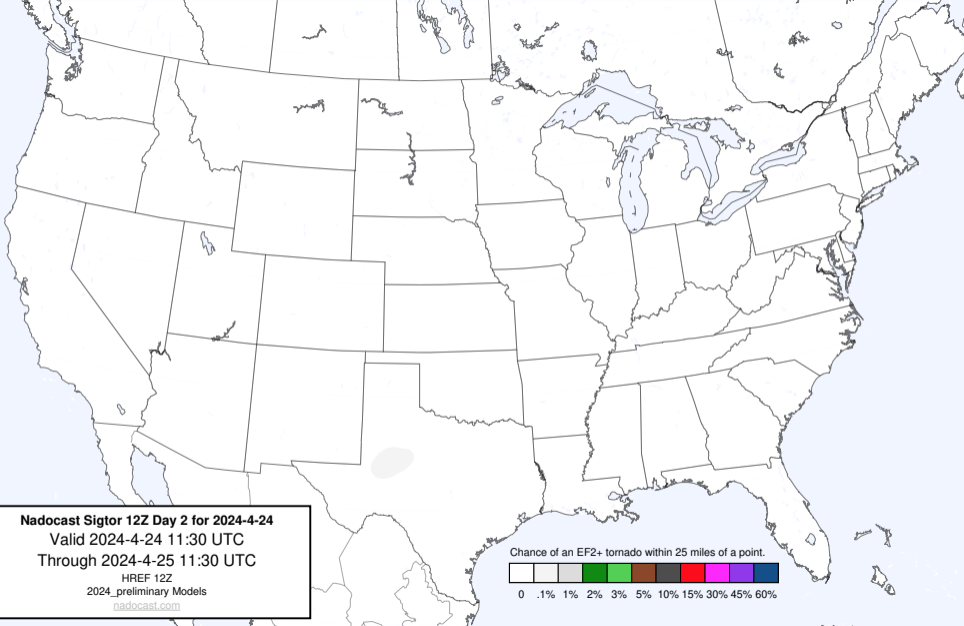 Nadocast Sigtor 12Z Day 2 for 2024-4-24
Valid 2024-4-24 11:30 UTC
Through 2024-4-25 11:30 UTC
HREF 12Z
2024_preliminary Models
nadocast.com
Chance of an EF2+ tornado within 25 miles of a point.
0 .1% 1% 2% 3% 5% 10% 15% 30% 45% 60%